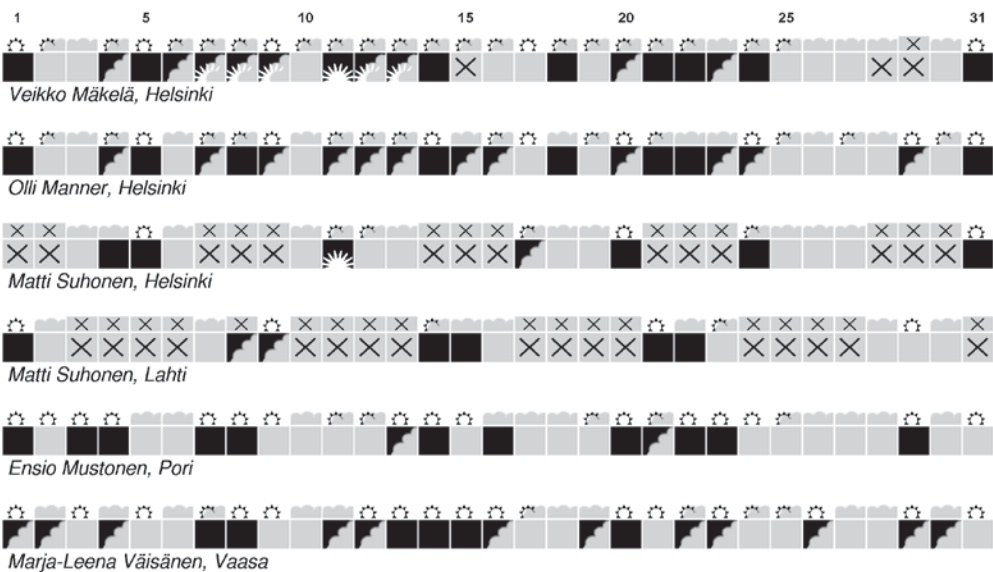 1 5 10 15 20 25 31
Veikko Mäkelä, Helsinki
Olli Manner, Helsinki
Matti Suhonen, Helsinki
Matti Suhonen, Lahti
Ensio Mustonen, Pori
Marja-Leena Väisänen, Vaasa